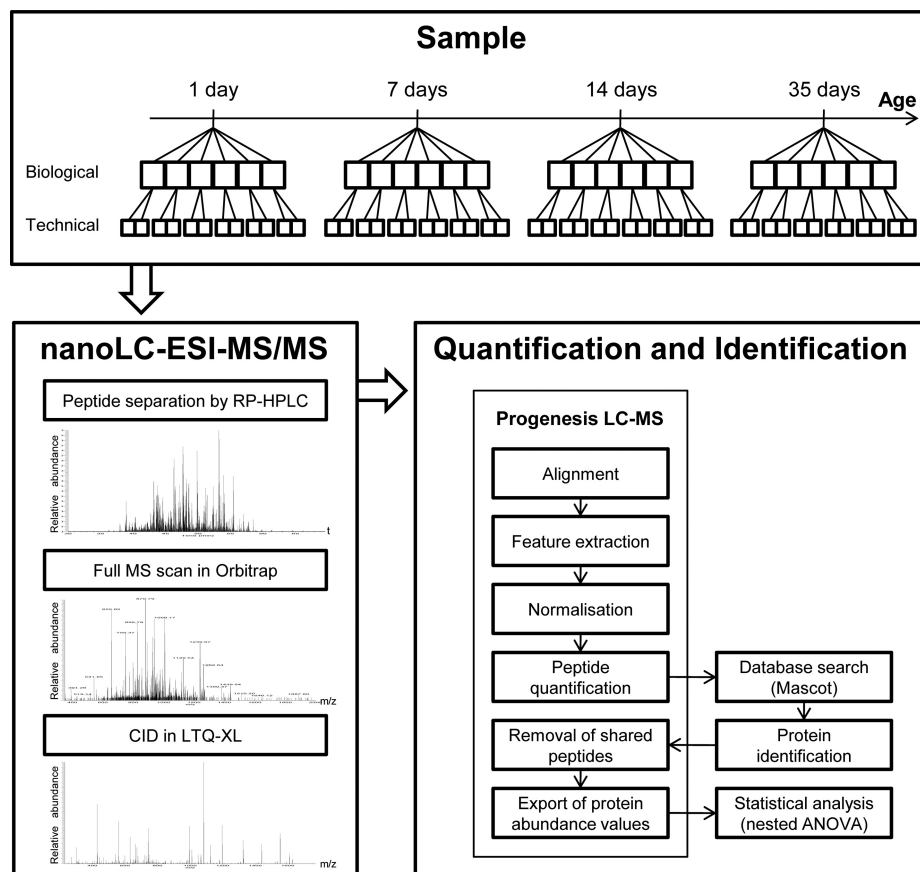 Sample
1 day 7 days 14 days 35 days
Age
Biological
Technical
nanoLC-ESI-MS/MS
Peptide separation by RP-HPLC
Relative abundance
t
Full MS scan in Orbitrap
Relative abundance
m/z
CID in LTQ-XL
Relative abundance
m/z
Quantification and Identification
Progenesis LC-MS
Alignment
Feature extraction
Normalisation
Peptide
quantification
Database search
(Mascot)
Protein
identification
Removal of shared
peptides
Export of protein
abundance values
Statistical analysis
(nested ANOVA)